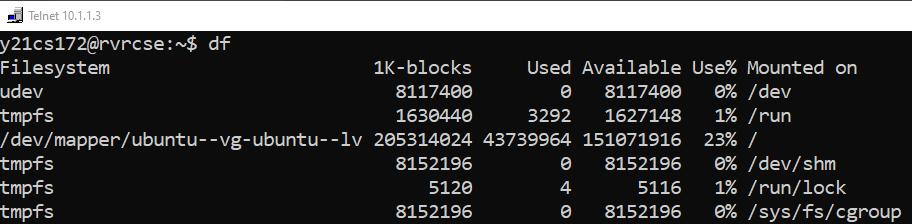 Telnet 10.1.1.3
y21cs172@rvrcse:~$ df
Filesystem                        1K-blocks     Used Available Use% Mounted on
udev                                8117400        0   8117400   0% /dev
tmpfs                               1630440     3292   1627148   1% /run
/dev/mapper/ubuntu--vg-ubuntu--lv 205314024 43739964 151071916  23% /
tmpfs                               8152196        0   8152196   0% /dev/shm
tmpfs                                  5120        4      5116   1% /run/lock
tmpfs                               8152196        0   8152196   0% /sys/fs/cgroup